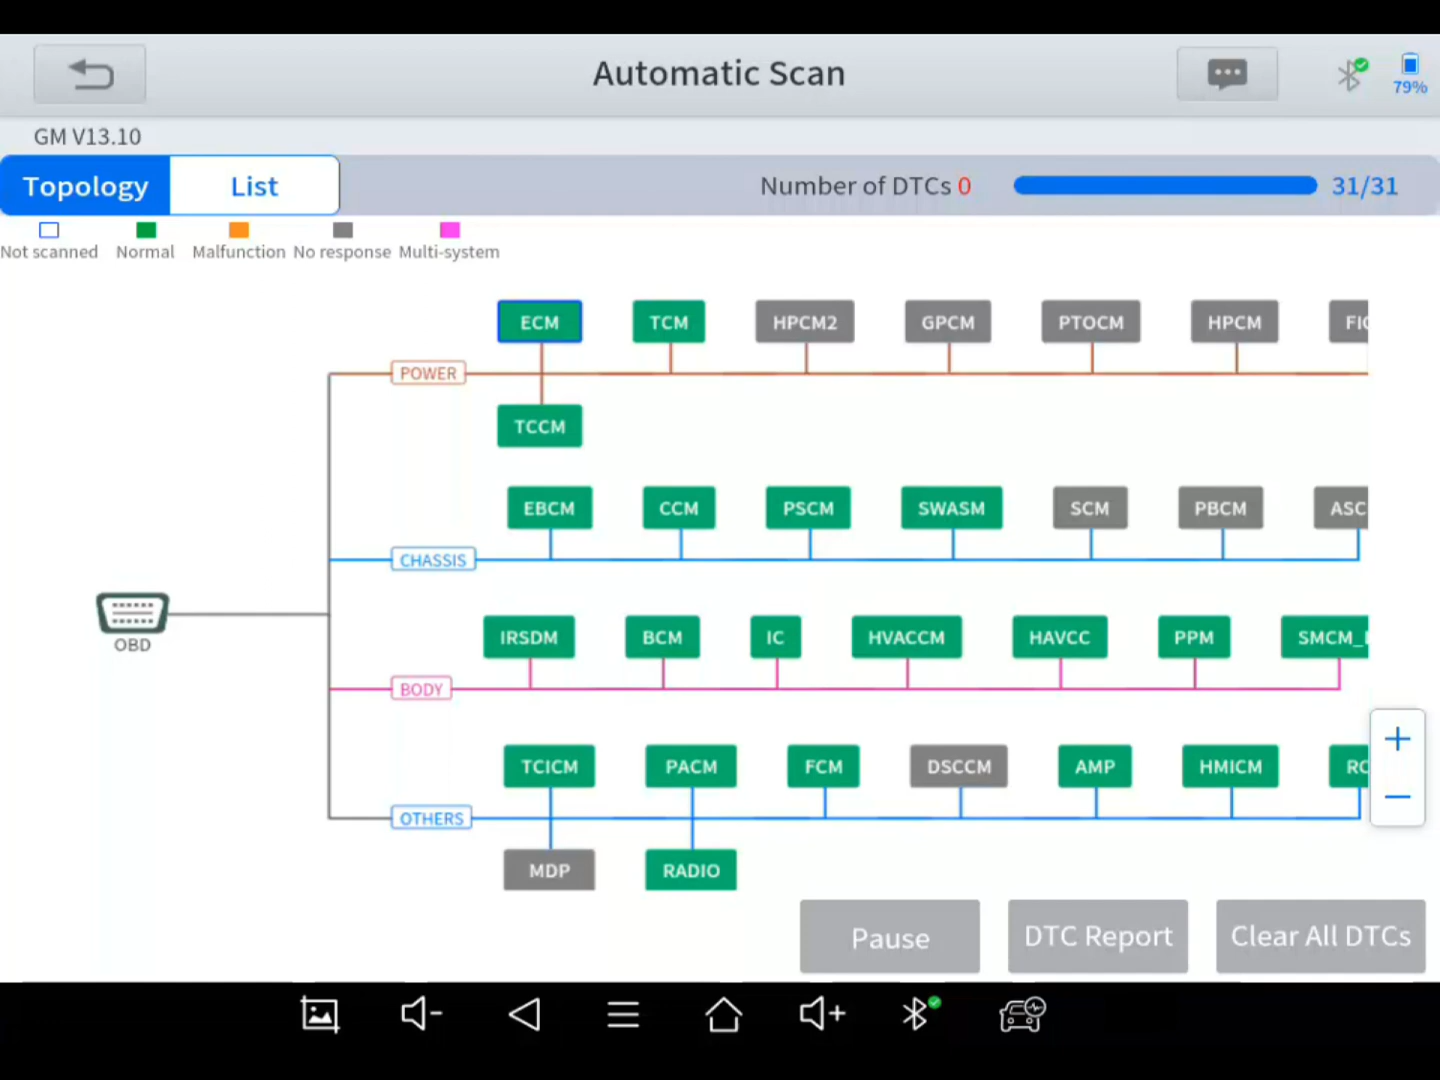 Automatic Scan
79%
GM V13.10
Topology
List
Number of DTCs 0
31/31
Not scanned
Normal
Malfunction
No response
Multi-system
ECM
TCM
HPCM2
GPCM
PTOCM
HPCM
POWER
TCCM
EBCM
CCM
PSCM
SWASM
SCM
PBCM
ASC
CHASSIS
OBD
IRSDM
BCM
IC
HVACCM
HAVCC
PPM
SMCM_
BODY
TCICM
PACM
FCM
DSCCM
AMP
HMICM
OTHERS
MDP
RADIO
Pause
DTC Report
Clear All DTCs